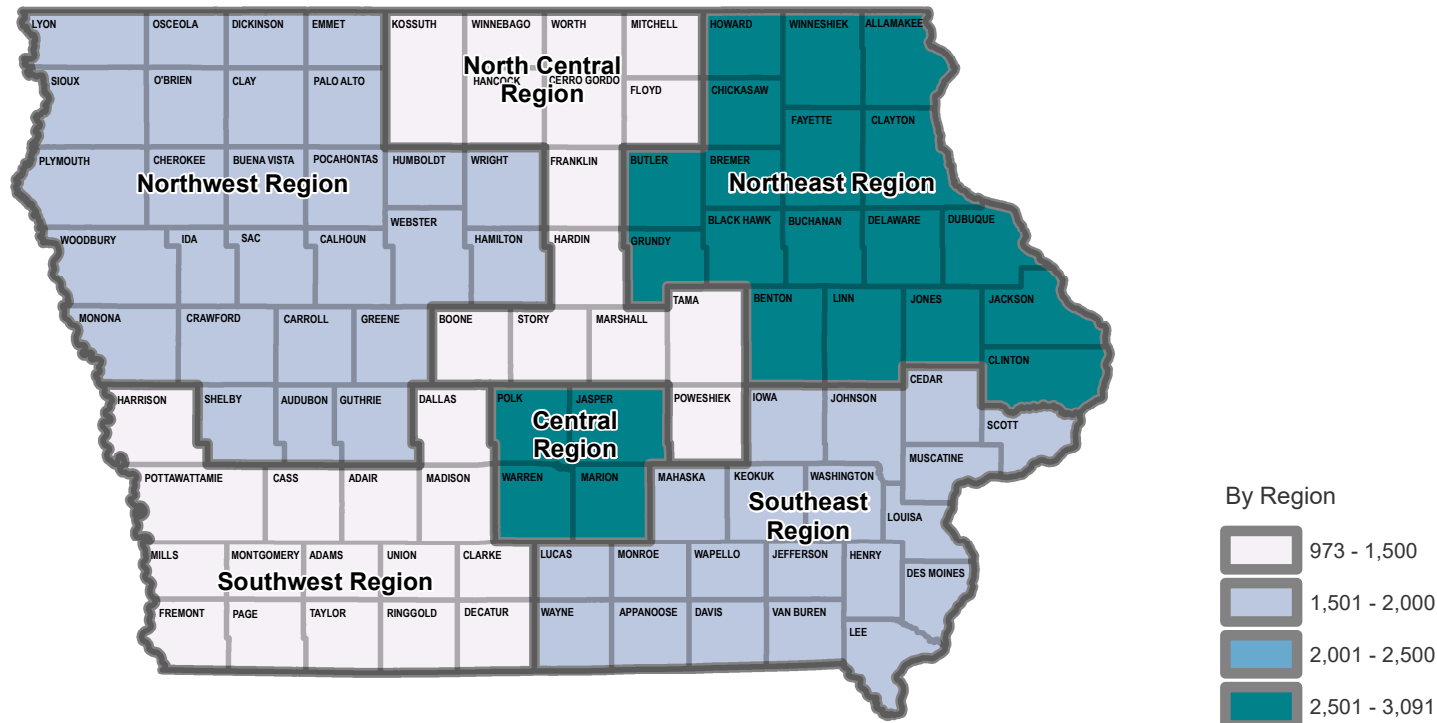 LYON OSCEOLA DICKINSON EMMET KOSSUTH WINNEBAGO WORTH MITCHELL HOWARD WINNESHIEK ALLAMAKEE
North Central
Region
SIOUX O'BRIEN CLAY PALO ALTO HANCOCK CERRO GORDO FLOYD CHICKASAW
FAYETTE CLAYTON
PLYMOUTH CHEROKEE BUENA VISTA POCAHONTAS HUMBOLDT WRIGHT FRANKLIN BUTLER BREMER
Northwest Region
Northeast Region
WEBSTER BLACK HAWK BUCHANAN DELAWARE DUBUQUE
WOODBURY IDA SAC CALHOUN HAMILTON HARDIN GRUNDY
TAMA BENTON LINN JONES JACKSON
MONONA CRAWFORD CARROLL GREENE BOONE STORY MARSHALL
CLINTON
CEDAR
HARRISON SHELBY AUDUBON GUTHRIE DALLAS POLK JASPER POWESHIEK IOWA JOHNSON
Central
Region
SCOTT
MUSCATINE
POTTAWATTAMIE CASS ADAIR MADISON WARREN MARION MAHASKA KEOKUK WASHINGTON
Southeast
Region
LOUISA
MILLS MONTGOMERY ADAMS UNION CLARKE LUCAS MONROE WAPELLO JEFFERSON HENRY
DES MOINES
Southwest Region
FREMONT PAGE TAYLOR RINGGOLD DECATUR WAYNE APPANOOSE DAVIS VAN BUREN
LEE
By Region
973 - 1,500
1,501 - 2,000
2,001 - 2,500
2,501 - 3,091